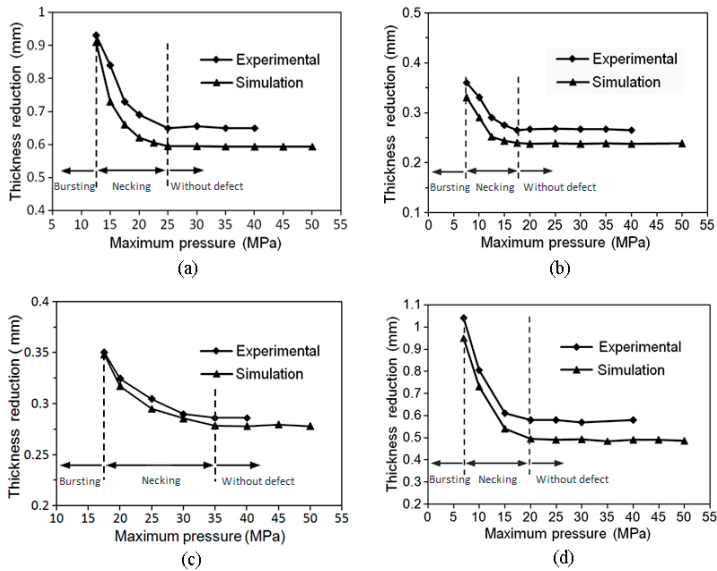 1
0.9
0.8
0.7
0.6
0.5
0.4
Thickness reduction (mm)
Experimental
Simulation
Bursting
Necking
Without defect
5 10 15 20 25 30 35 40 45 50 55
Maximum pressure (MPa)
(a)
0.5
0.4
0.3
0.2
0.1
Thickness reduction (mm)
Experimental
Simulation
Bursting
Necking
Without defect
0 5 10 15 20 25 30 35 40 45 50 55
Maximum pressure (MPa)
(b)
0.4
0.35
0.3
0.25
0.2
Thickness reduction ( mm)
Experimental
Simulation
Bursting
Necking
Without defect
10 15 20 25 30 35 40 45 50 55
Maximum pressure (MPa)
(c)
1.1
1
0.9
0.8
0.7
0.6
0.5
0.4
0.3
0.2
Thickness reduction (mm)
Experimental
Simulation
Bursting
Necking
Without defect
0 5 10 15 20 25 30 35 40 45 50 55
Maximum pressure (MPa)
(d)